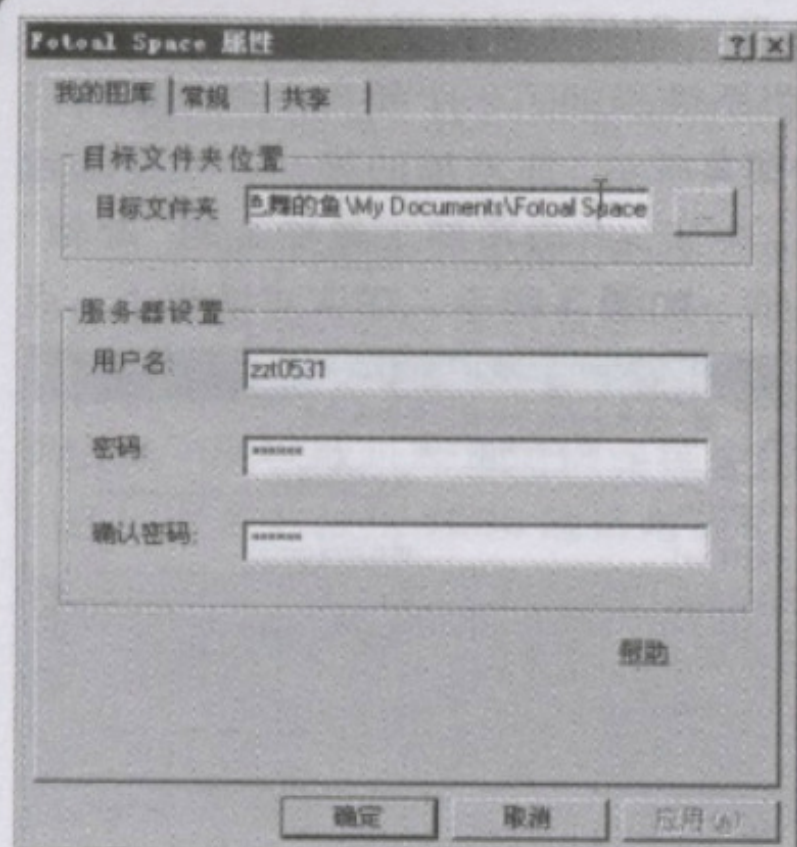 Fotoal Space 属性
我的图库 常规 共享
目标文件夹位置
目标文件夹 色舞的鱼\My Documents\Fotoal Space ...
服务器设置
用户名: zzt0531
密码: ******
确认密码: ******
帮助
确定 取消 应用(A)